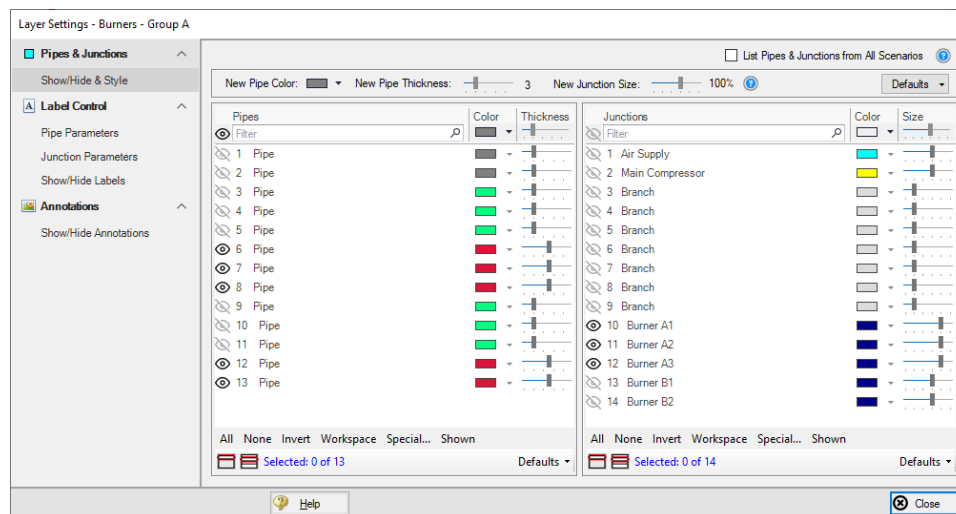 Layer Settings - Burners - Group A
Pipes & Junctions
Show/Hide & Style
A Label Control
Pipe Parameters
Junction Parameters
Show/Hide Labels
Annotations
Show/Hide Annotations
List Pipes & Junctions from All Scenarios
New Pipe Color: New Pipe Thickness: 3 New Junction Size: 100% Defaults
Pipes Color Thickness
Filter
1 Pipe
2 Pipe
3 Pipe
4 Pipe
5 Pipe
6 Pipe
7 Pipe
8 Pipe
9 Pipe
10 Pipe
11 Pipe
12 Pipe
13 Pipe
All None Invert Workspace Special... Shown
Selected: 0 of 13 Defaults
Junctions Color Size
Filter
1 Air Supply
2 Main Compressor
3 Branch
4 Branch
5 Branch
6 Branch
7 Branch
8 Branch
9 Branch
10 Burner A1
11 Burner A2
12 Burner A3
13 Burner B1
14 Burner B2
All None Invert Workspace Special... Shown
Selected: 0 of 14 Defaults
Help
Close